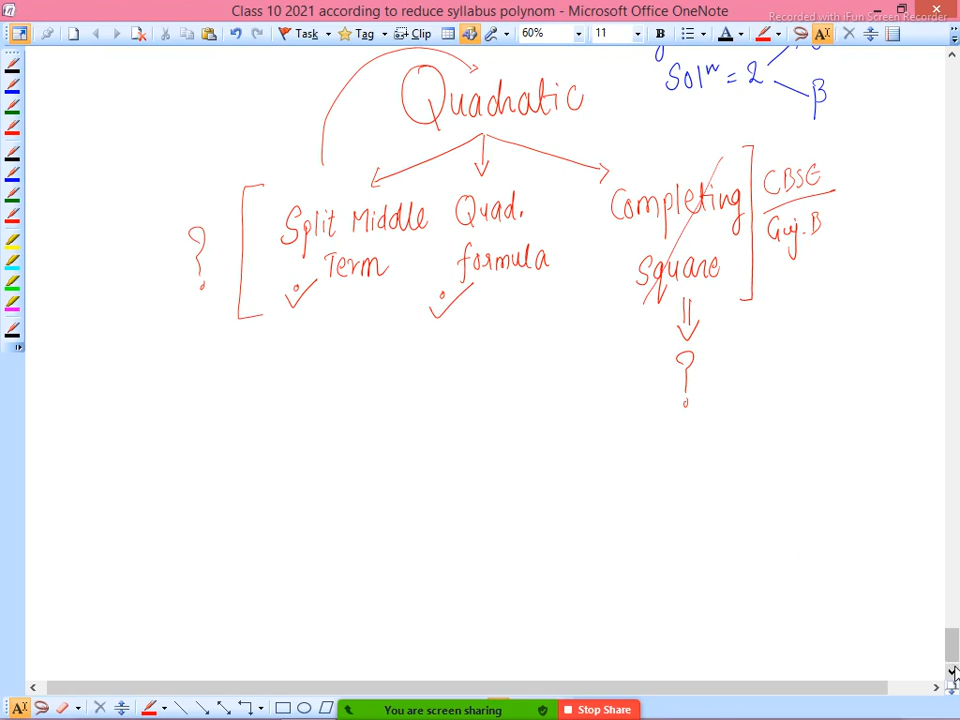 Class 10 2021 according to reduce syllabus polynom - Microsoft Office OneNote
Recorded with iFun Screen Recorder
Task Tag Clip 60% 11 B A
Solⁿ = 2
β
Quadratic
Split Middle Term
Quad. formula
Completing Square
CBSE
Guj. B
?
?
You are screen sharing
Stop Share